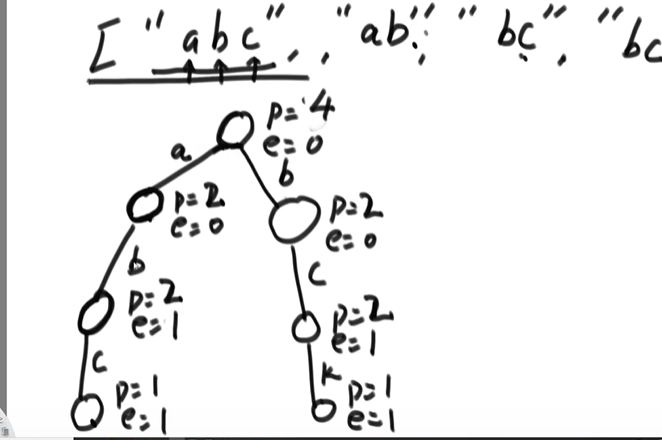 ["abc", "ab", "bc", "bc
p=4
e=0
a
b
p=2
e=0
p=2
e=0
b
c
p=2
e=1
p=2
e=1
c
k
p=1
e=1
p=1
e=1